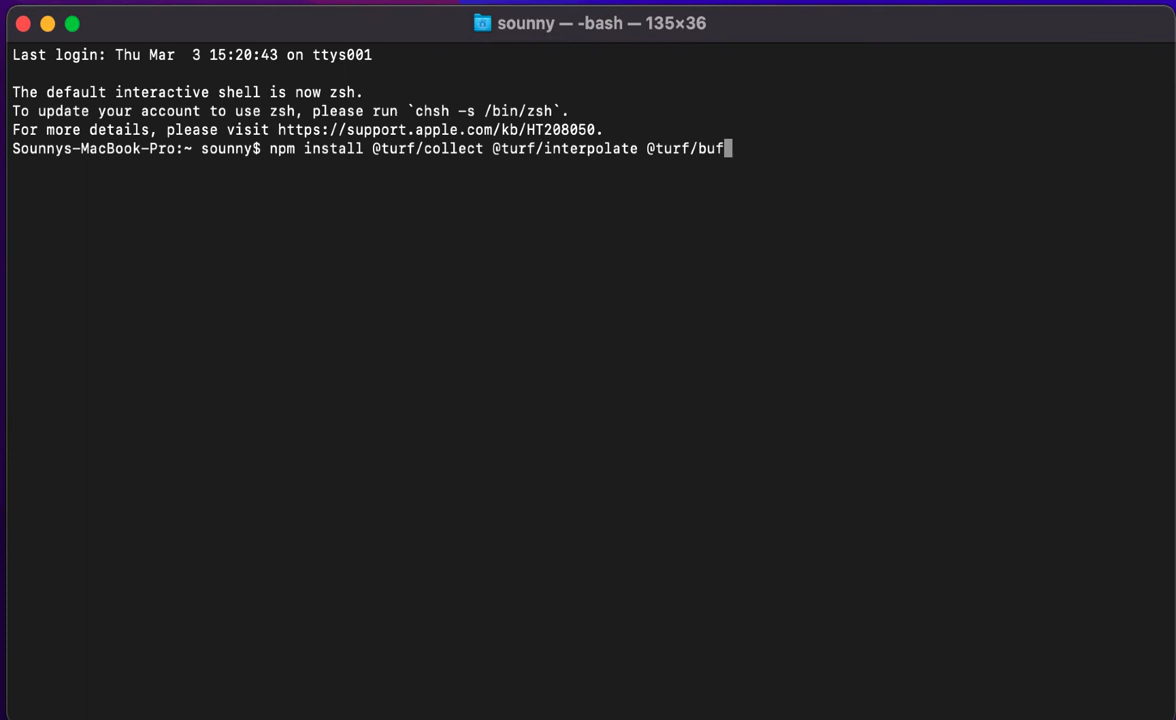 sounny — -bash — 135×36
Last login: Thu Mar  3 15:20:43 on ttys001
The default interactive shell is now zsh.
To update your account to use zsh, please run `chsh -s /bin/zsh`.
For more details, please visit https://support.apple.com/kb/HT208050.
Sounnys-MacBook-Pro:~ sounny$ npm install @turf/collect @turf/interpolate @turf/buf